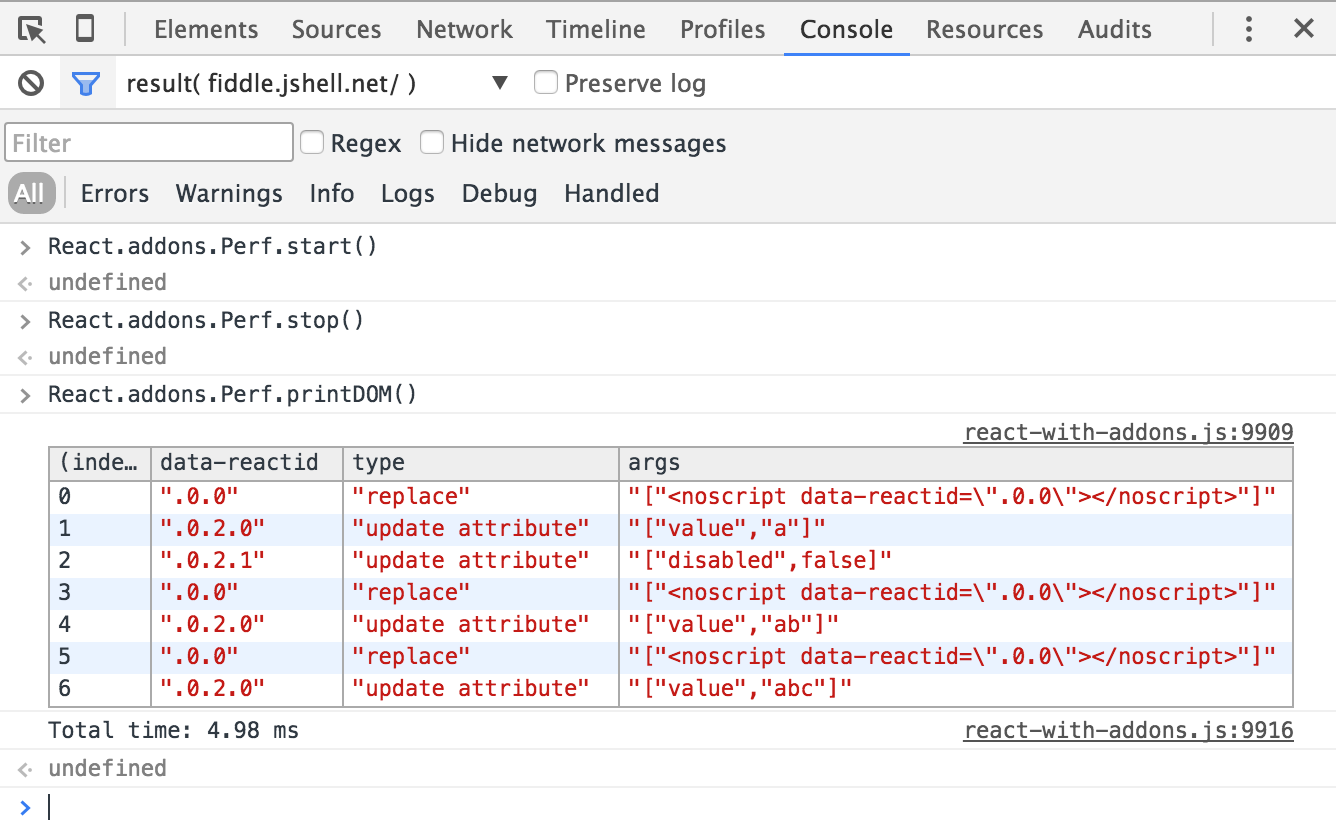 Elements Sources Network Timeline Profiles Console Resources Audits
result( fiddle.jshell.net/ ) ▼ Preserve log
Filter Regex Hide network messages
All Errors Warnings Info Logs Debug Handled
> React.addons.Perf.start()
undefined
> React.addons.Perf.stop()
undefined
> React.addons.Perf.printDOM()
react-with-addons.js:9909
(inde… data-reactid type args
0 ".0.0" "replace" "["<noscript data-reactid=\".0.0\"></noscript>"]"
1 ".0.2.0" "update attribute" "["value","a"]"
2 ".0.2.1" "update attribute" "["disabled",false]"
3 ".0.0" "replace" "["<noscript data-reactid=\".0.0\"></noscript>"]"
4 ".0.2.0" "update attribute" "["value","ab"]"
5 ".0.0" "replace" "["<noscript data-reactid=\".0.0\"></noscript>"]"
6 ".0.2.0" "update attribute" "["value","abc"]"
Total time: 4.98 ms react-with-addons.js:9916
undefined
>